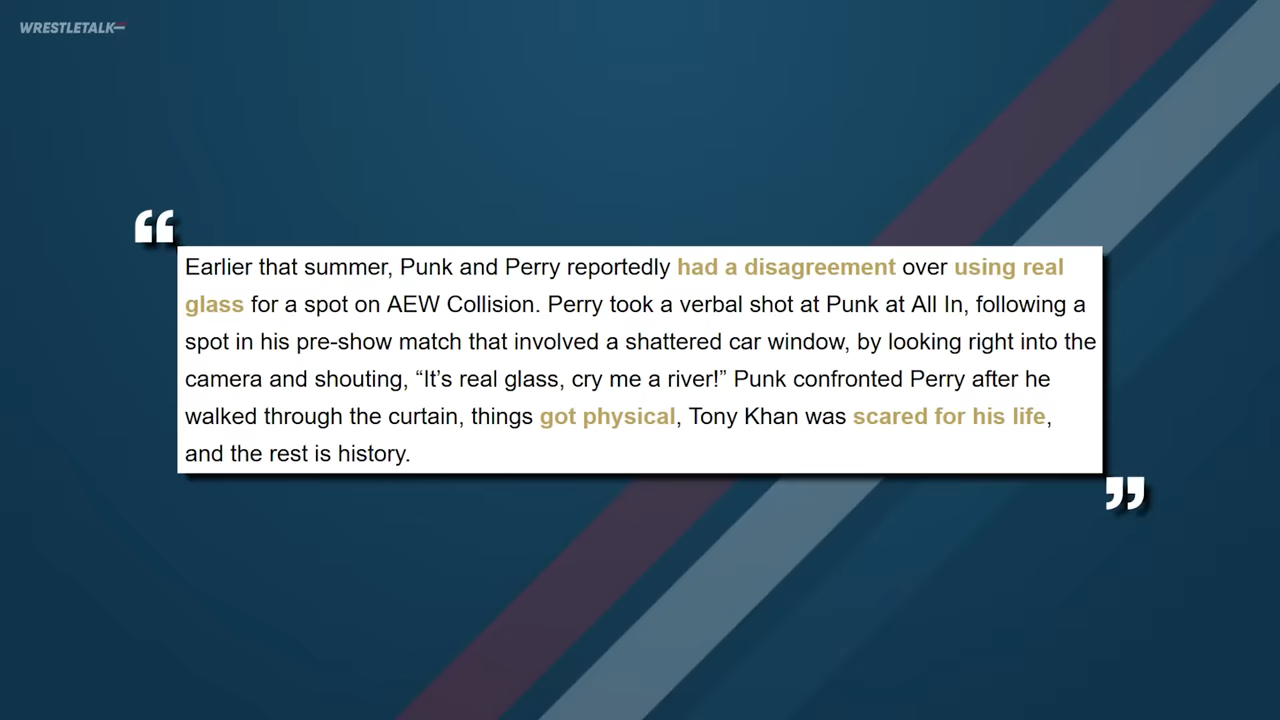 WRESTLETALK
“
Earlier that summer, Punk and Perry reportedly had a disagreement over using real
glass for a spot on AEW Collision. Perry took a verbal shot at Punk at All In, following a
spot in his pre-show match that involved a shattered car window, by looking right into the
camera and shouting, “It’s real glass, cry me a river!” Punk confronted Perry after he
walked through the curtain, things got physical, Tony Khan was scared for his life,
and the rest is history.
”